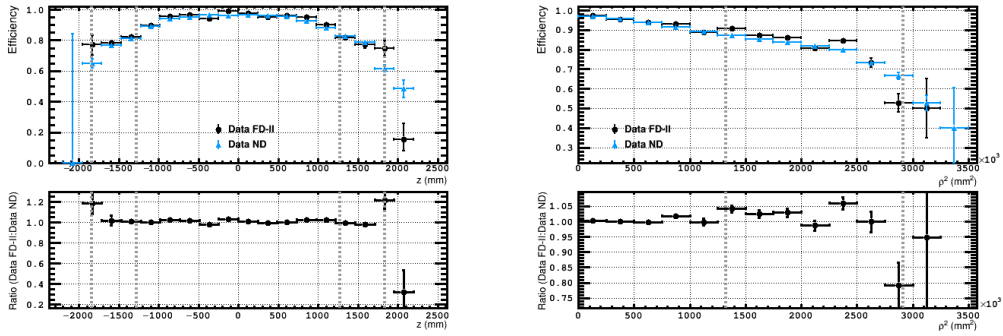 Efficiency
1.0
0.8
0.6
0.4
0.2
0.0
Data FD-II
Data ND
−2000 −1500 −1000 −500 0 500 1000 1500 2000 2500
z (mm)
Ratio (Data FD-II:Data ND)
1.2
1.0
0.8
0.6
0.4
0.2
−2000 −1500 −1000 −500 0 500 1000 1500 2000 2500
z (mm)
Efficiency
1.0
0.9
0.8
0.7
0.6
0.5
0.4
0.3
Data FD-II
Data ND
0 500 1000 1500 2000 2500 3000 3500
×10³
ρ² (mm²)
Ratio (Data FD-II:Data ND)
1.05
1.00
0.95
0.90
0.85
0.80
0.75
0 500 1000 1500 2000 2500 3000 3500
×10³
ρ² (mm²)